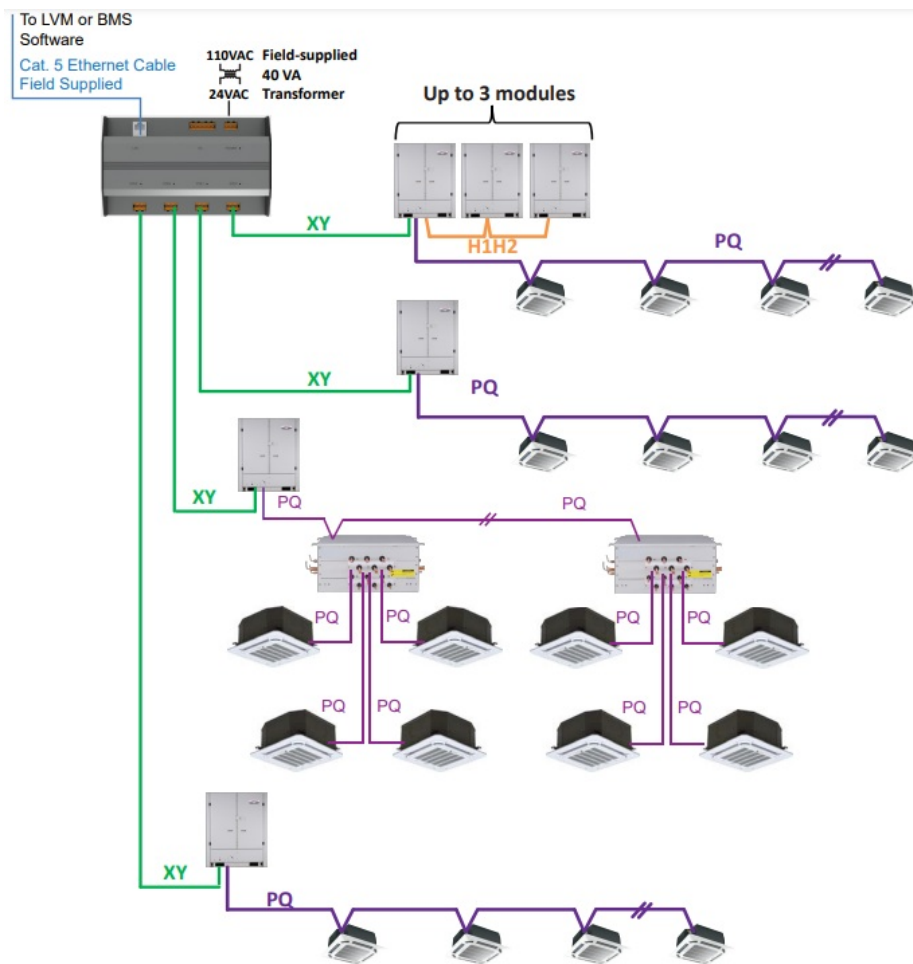 To LVM or BMS
Software
Cat. 5 Ethernet Cable
Field Supplied
110VAC Field-supplied
40 VA
24VAC Transformer
Up to 3 modules
XY
H1H2
PQ
XY
PQ
XY
PQ
PQ
PQ
PQ
PQ
PQ
PQ
PQ
PQ
PQ
XY
PQ